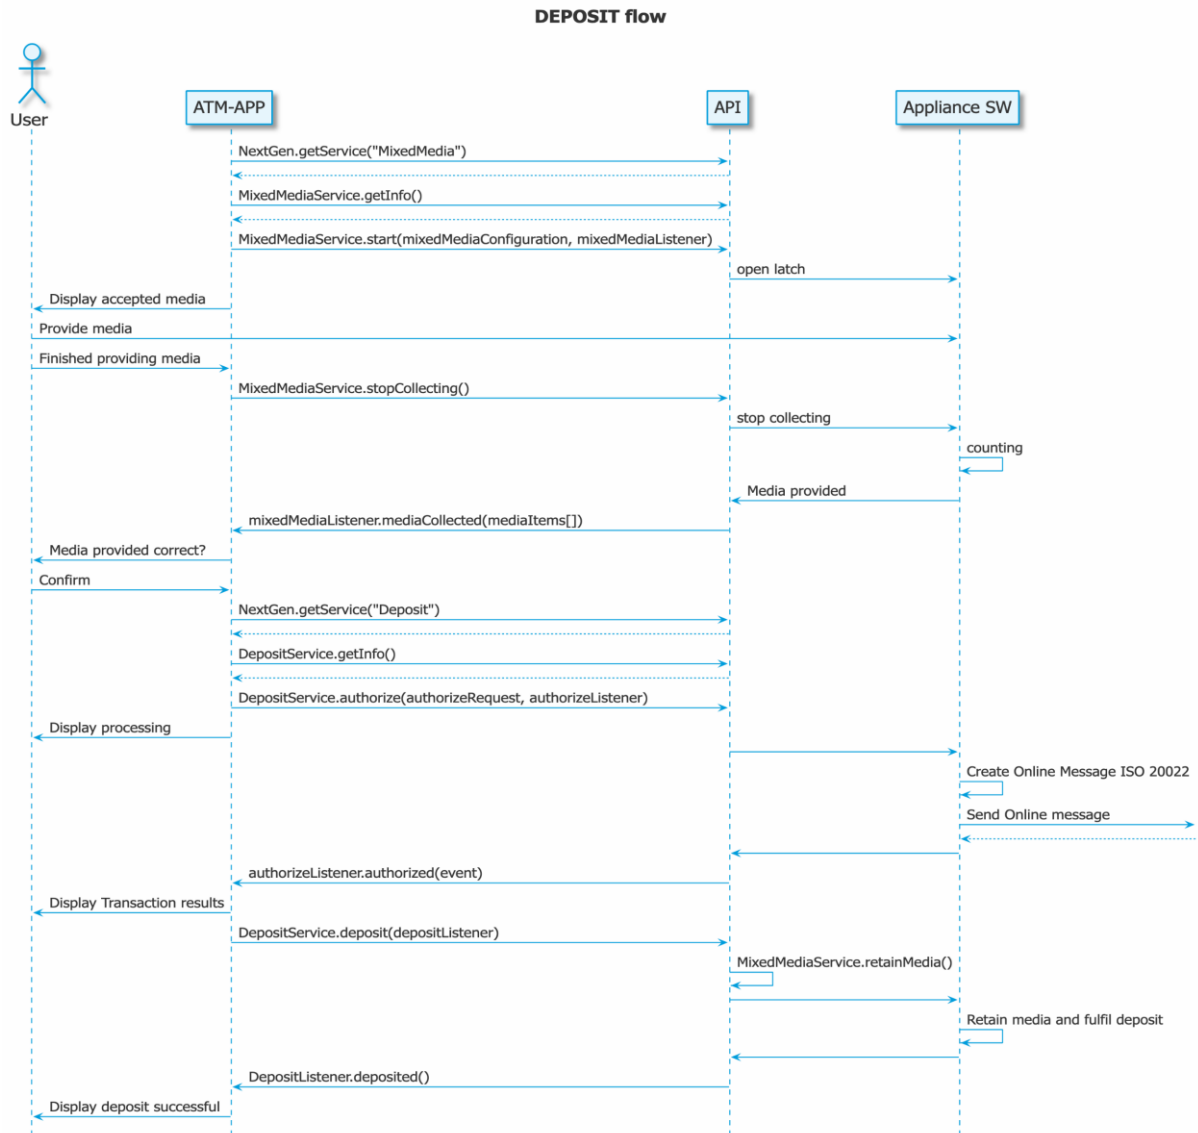 DEPOSIT flow
User
ATM-APP
API
Appliance SW
NextGen.getService("MixedMedia")
MixedMediaService.getInfo()
MixedMediaService.start(mixedMediaConfiguration, mixedMediaListener)
open latch
Display accepted media
Provide media
Finished providing media
MixedMediaService.stopCollecting()
stop collecting
counting
Media provided
mixedMediaListener.mediaCollected(mediaItems[])
Media provided correct?
Confirm
NextGen.getService("Deposit")
DepositService.getInfo()
DepositService.authorize(authorizeRequest, authorizeListener)
Display processing
Create Online Message ISO 20022
Send Online message
authorizeListener.authorized(event)
Display Transaction results
DepositService.deposit(depositListener)
MixedMediaService.retainMedia()
Retain media and fulfil deposit
DepositListener.deposited()
Display deposit successful